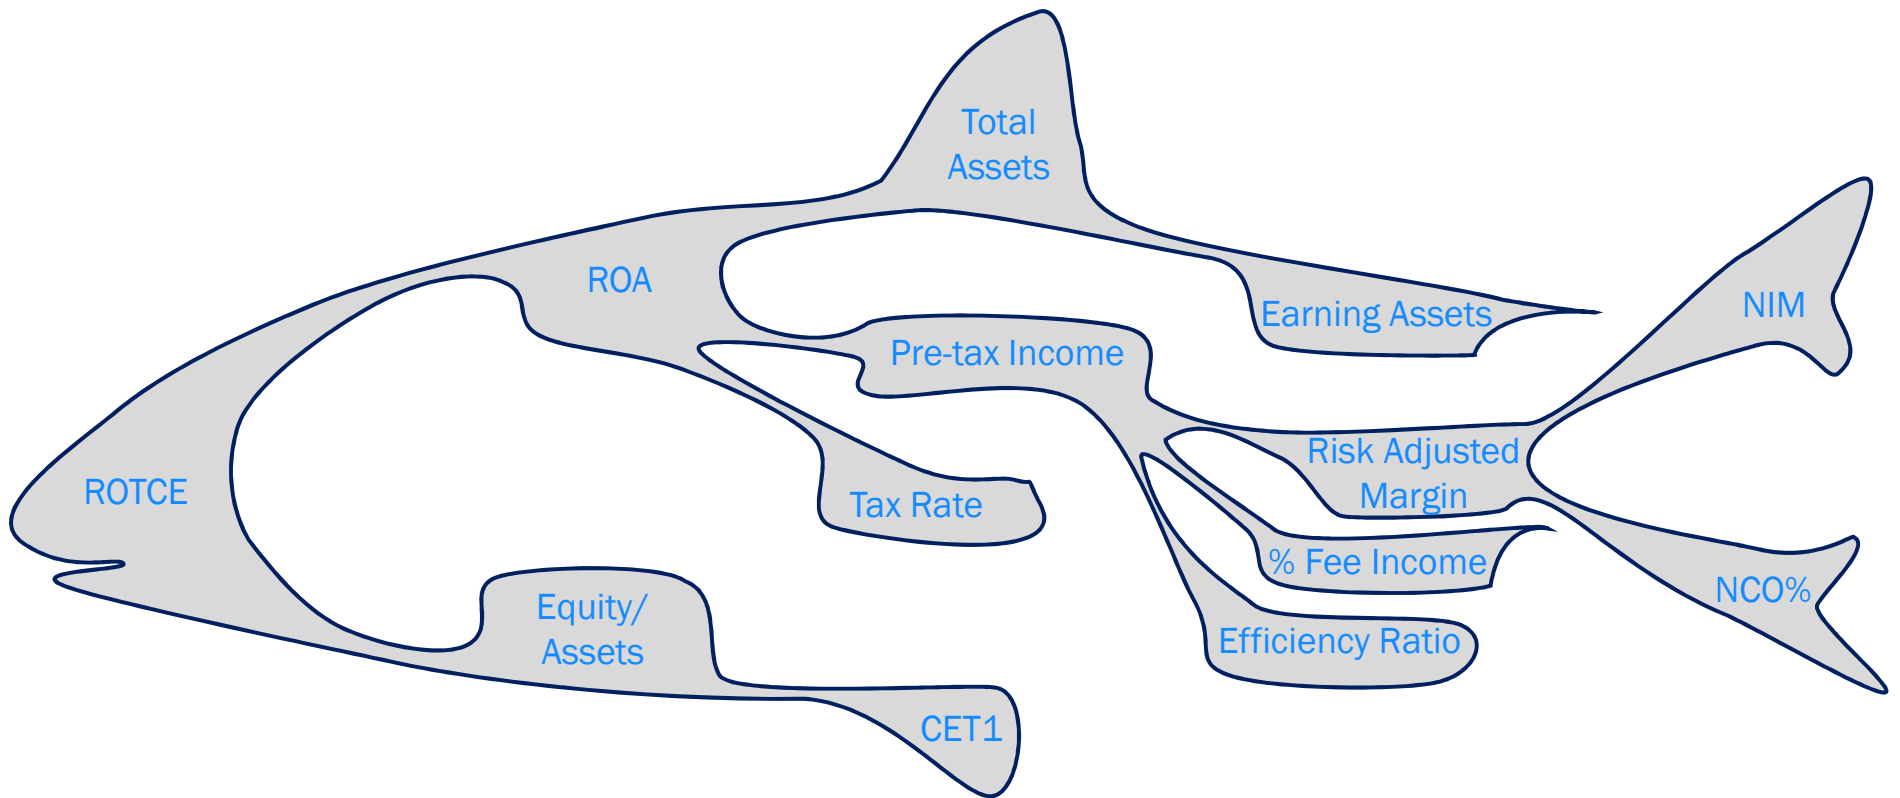 Total
Assets
ROA
Earning Assets
NIM
Pre-tax Income
Risk Adjusted
Margin
ROTCE
Tax Rate
% Fee Income
NCO%
Equity/
Assets
Efficiency Ratio
CET1